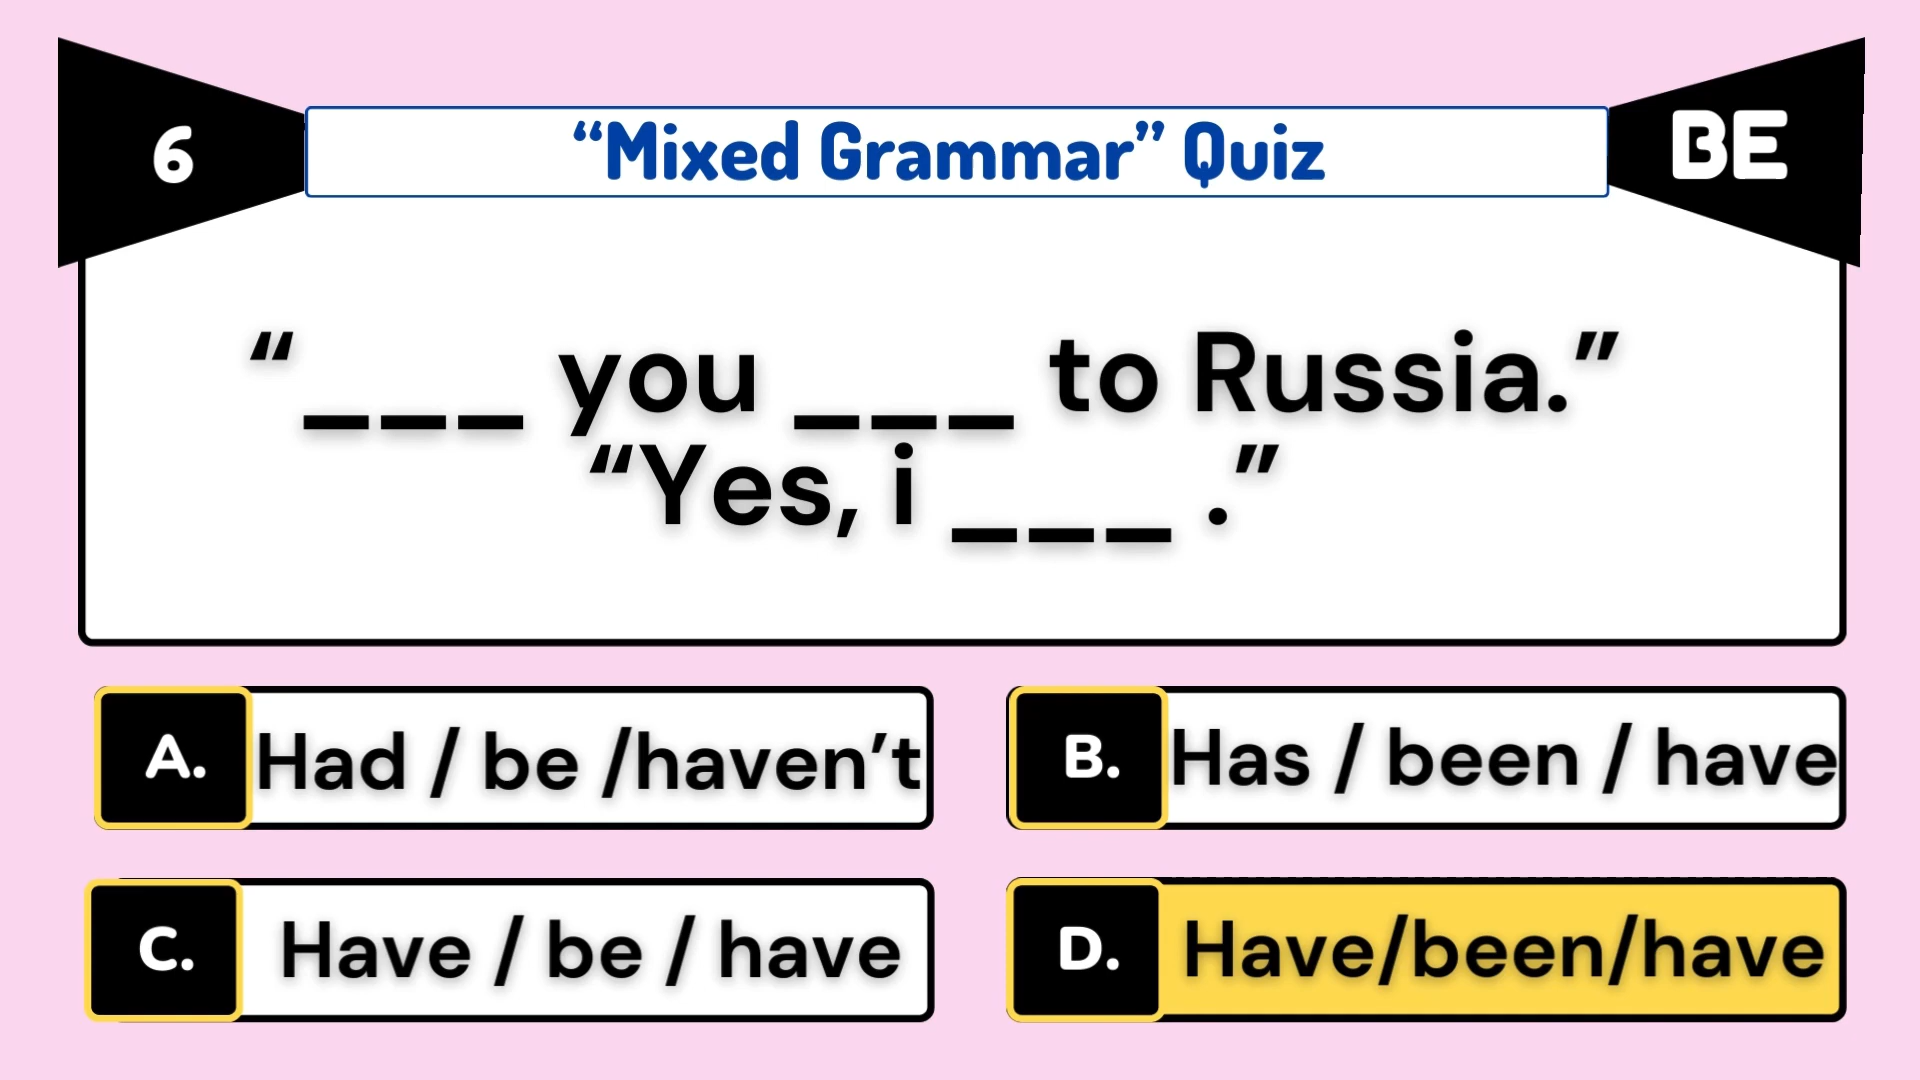 6
“Mixed Grammar” Quiz
BE
“___ you ___ to Russia.”
“Yes, i ___ .”
A. Had / be /haven’t
B. Has / been / have
C. Have / be / have
D. Have/been/have